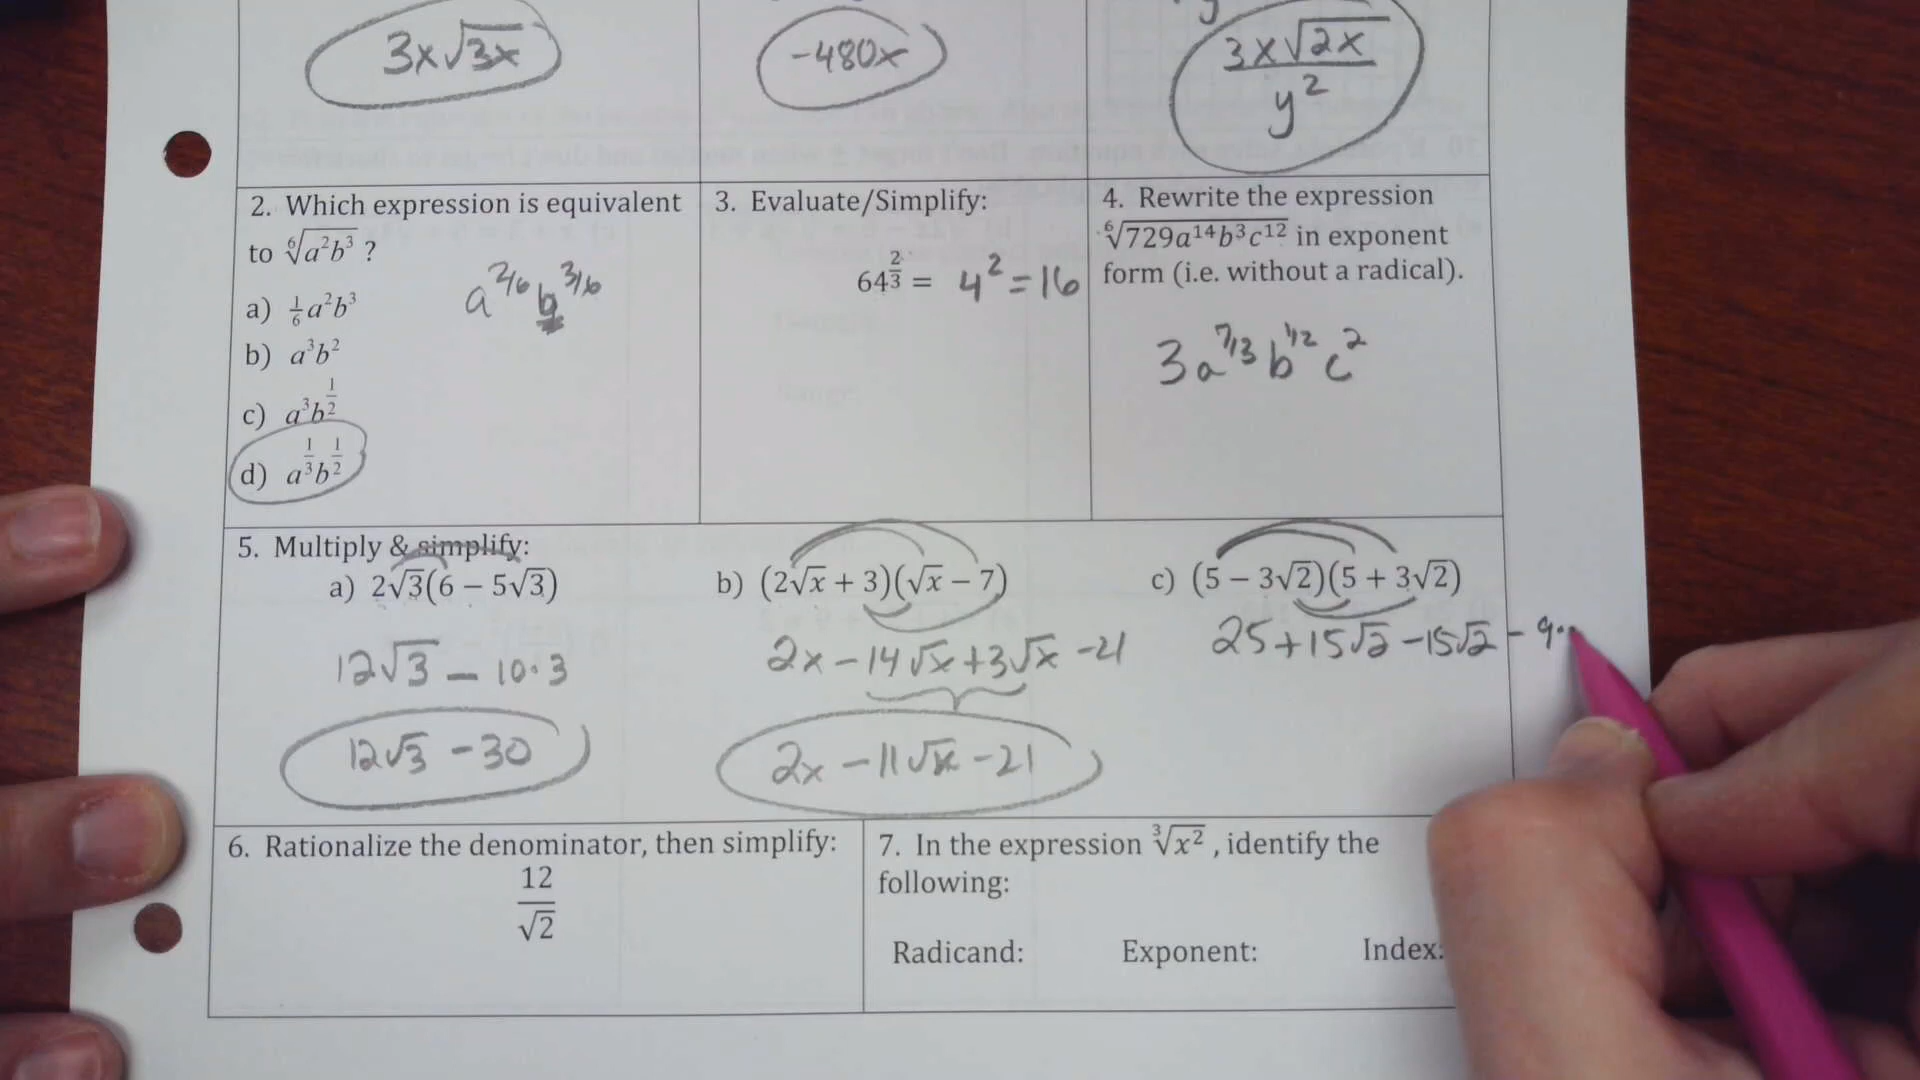 3x√3x
-480x
3x√2x
y²
2. Which expression is equivalent
to ⁶√a²b³ ?
a) 1/6 a²b³
b) a³b²
c) a³b^(1/2)
d) a^(1/3)b^(1/2)
a^(2/6) b^(3/6)
3. Evaluate/Simplify:
64^(2/3) = 4² = 16
4. Rewrite the expression
⁶√729a¹⁴b³c¹² in exponent
form (i.e. without a radical).
3a^(7/3) b^(1/2) c²
5. Multiply & simplify:
a) 2√3(6 − 5√3)
12√3 − 10·3
12√3 − 30
b) (2√x + 3)(√x − 7)
2x − 14√x + 3√x − 21
2x − 11√x − 21
c) (5 − 3√2)(5 + 3√2)
25 + 15√2 − 15√2 − 9·
6. Rationalize the denominator, then simplify:
12
√2
7. In the expression ³√x² , identify the
following:
Radicand: Exponent: Index: